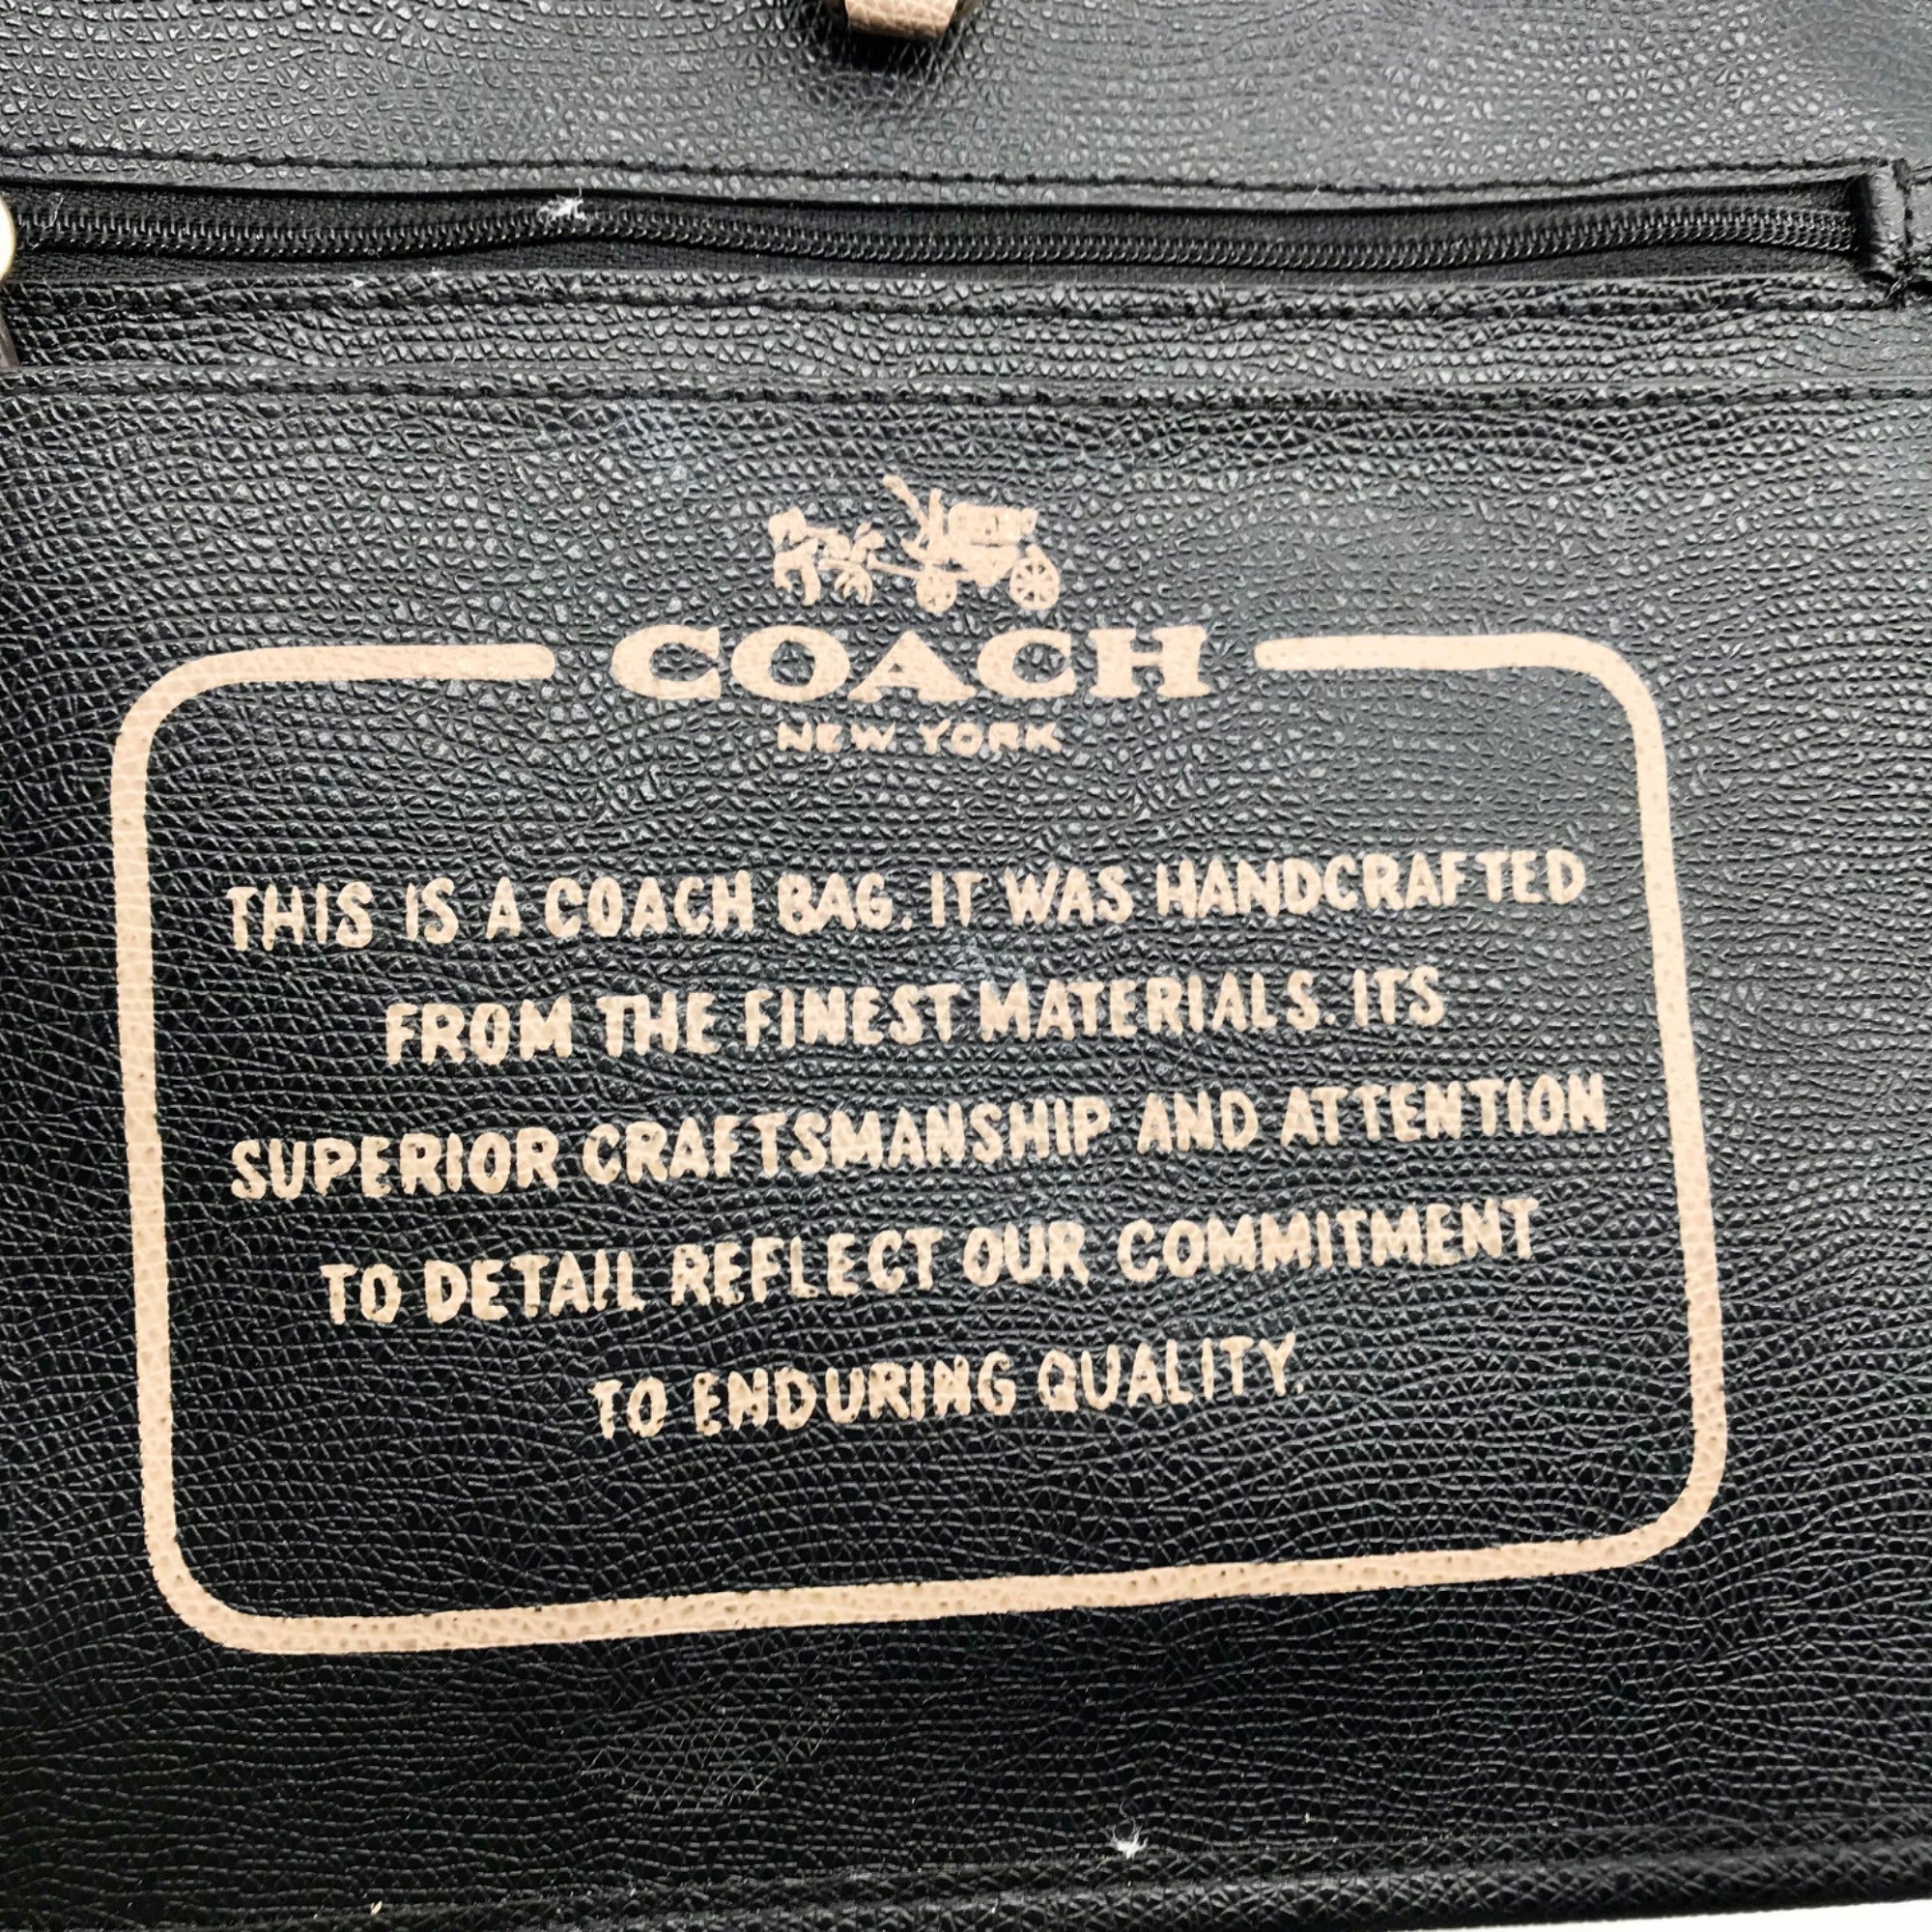 COACH
NEW YORK
THIS IS A COACH BAG. IT WAS HANDCRAFTED
FROM THE FINEST MATERIALS. ITS
SUPERIOR CRAFTSMANSHIP AND ATTENTION
TO DETAIL REFLECT OUR COMMITMENT
TO ENDURING QUALITY.